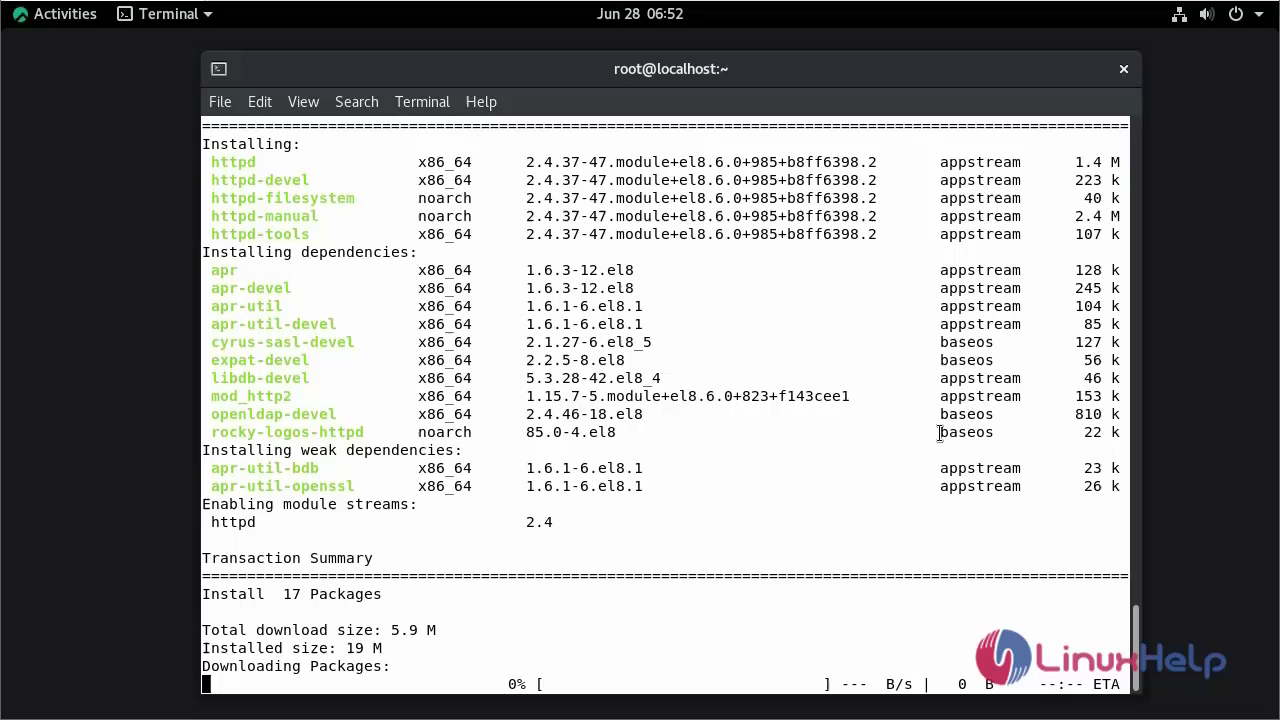 Activities Terminal Jun 28 06:52
root@localhost:~
File Edit View Search Terminal Help
=======================================================================================================
Installing:
httpd x86_64 2.4.37-47.module+el8.6.0+985+b8ff6398.2 appstream 1.4 M
httpd-devel x86_64 2.4.37-47.module+el8.6.0+985+b8ff6398.2 appstream 223 k
httpd-filesystem noarch 2.4.37-47.module+el8.6.0+985+b8ff6398.2 appstream 40 k
httpd-manual noarch 2.4.37-47.module+el8.6.0+985+b8ff6398.2 appstream 2.4 M
httpd-tools x86_64 2.4.37-47.module+el8.6.0+985+b8ff6398.2 appstream 107 k
Installing dependencies:
apr x86_64 1.6.3-12.el8 appstream 128 k
apr-devel x86_64 1.6.3-12.el8 appstream 245 k
apr-util x86_64 1.6.1-6.el8.1 appstream 104 k
apr-util-devel x86_64 1.6.1-6.el8.1 appstream 85 k
cyrus-sasl-devel x86_64 2.1.27-6.el8_5 baseos 127 k
expat-devel x86_64 2.2.5-8.el8 baseos 56 k
libdb-devel x86_64 5.3.28-42.el8_4 appstream 46 k
mod_http2 x86_64 1.15.7-5.module+el8.6.0+823+f143cee1 appstream 153 k
openldap-devel x86_64 2.4.46-18.el8 baseos 810 k
rocky-logos-httpd noarch 85.0-4.el8 baseos 22 k
Installing weak dependencies:
apr-util-bdb x86_64 1.6.1-6.el8.1 appstream 23 k
apr-util-openssl x86_64 1.6.1-6.el8.1 appstream 26 k
Enabling module streams:
httpd 2.4
Transaction Summary
=======================================================================================================
Install 17 Packages
Total download size: 5.9 M
Installed size: 19 M
Downloading Packages:
0% [ ] --- B/s | 0 B --:-- ETA
LinuxHelp